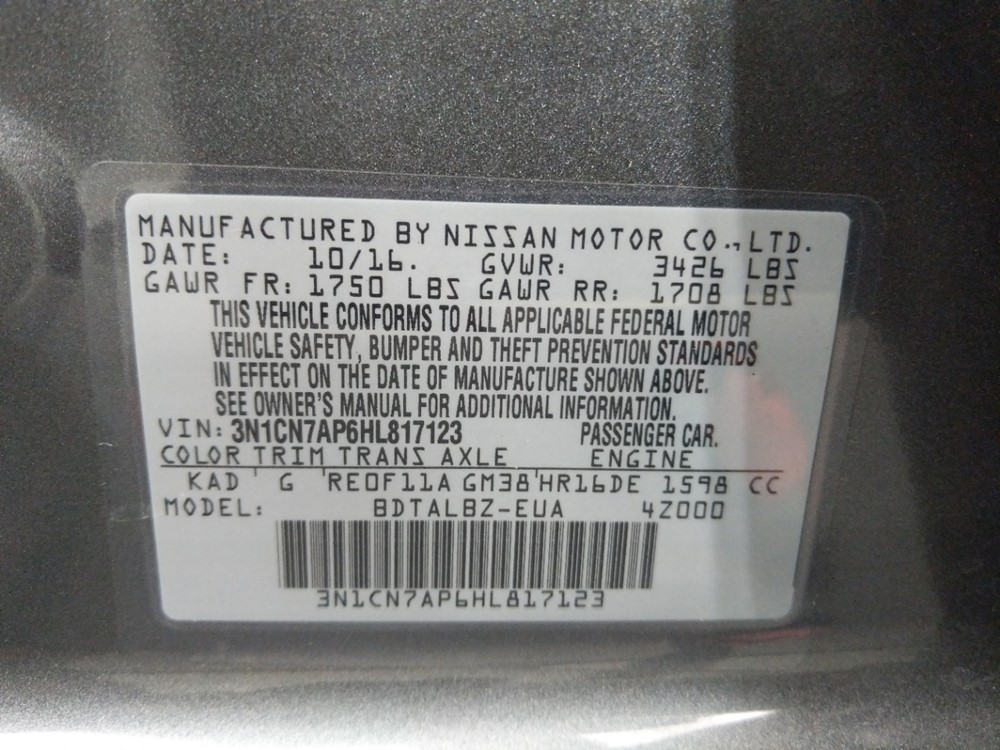 MANUFACTURED BY NISSAN MOTOR CO., LTD.
DATE: 10/16. GVWR: 3426 LBS
GAWR FR: 1750 LBS GAWR RR: 1708 LBS
THIS VEHICLE CONFORMS TO ALL APPLICABLE FEDERAL MOTOR
VEHICLE SAFETY, BUMPER AND THEFT PREVENTION STANDARDS
IN EFFECT ON THE DATE OF MANUFACTURE SHOWN ABOVE.
SEE OWNER'S MANUAL FOR ADDITIONAL INFORMATION.
VIN: 3N1CN7AP6HL817123 PASSENGER CAR.
COLOR TRIM TRANS AXLE ENGINE
KAD G RE0F11A GM38 HR16DE 1598 CC
MODEL: BDTALBZ-EUA 4Z000
3N1CN7AP6HL817123